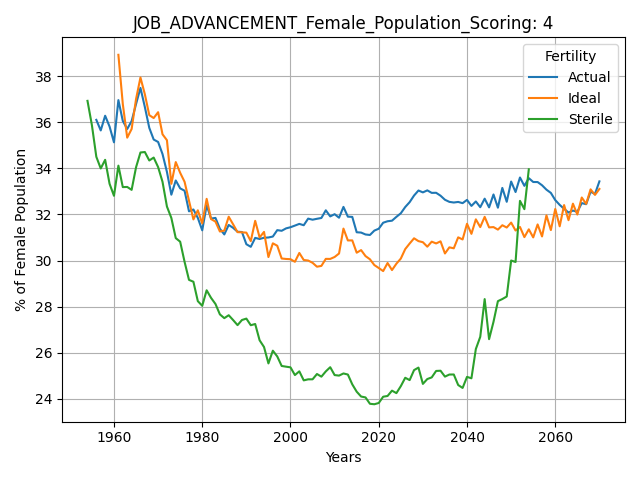 JOB_ADVANCEMENT_Female_Population_Scoring: 4
Fertility
Actual
Ideal
Sterile
% of Female Population
38
36
34
32
30
28
26
24
1960 1980 2000 2020 2040 2060
Years